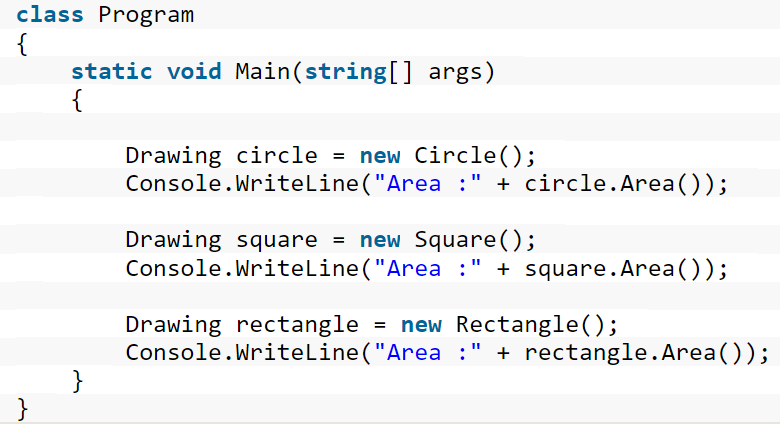 class Program
{
    static void Main(string[] args)
    {
        Drawing circle = new Circle();
        Console.WriteLine("Area :" + circle.Area());
        Drawing square = new Square();
        Console.WriteLine("Area :" + square.Area());
        Drawing rectangle = new Rectangle();
        Console.WriteLine("Area :" + rectangle.Area());
    }
}